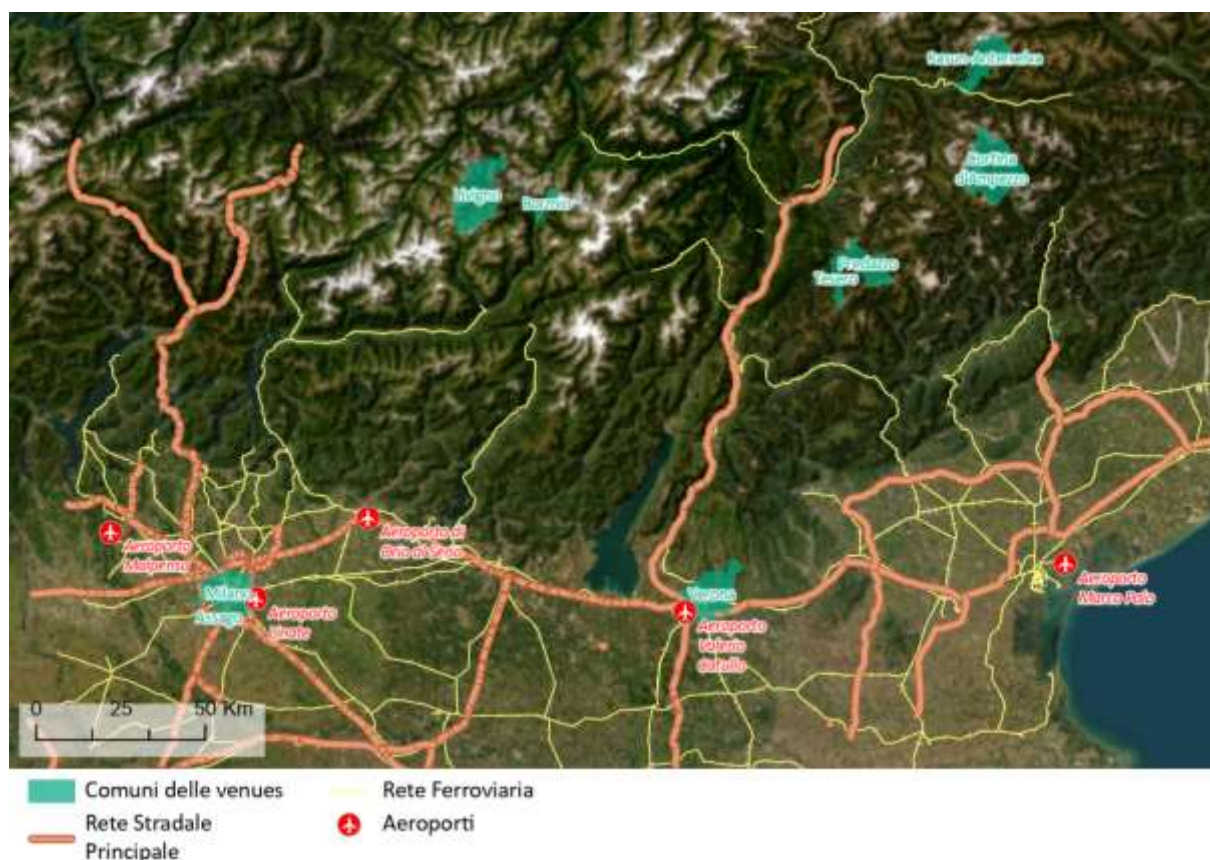 Rasun-Anterselva
Cortina
d'Ampezzo
Livigno
Bormio
Predazzo
Tesero
Aeroporto
Malpensa
Aeroporto di
Orio al Serio
Milano
Assago
Aeroporto
Linate
Verona
Aeroporto
Valerio
Catullo
Aeroporto
Marco Polo
0 25 50 Km
Comuni delle venues
Rete Stradale
Principale
Rete Ferroviaria
Aeroporti